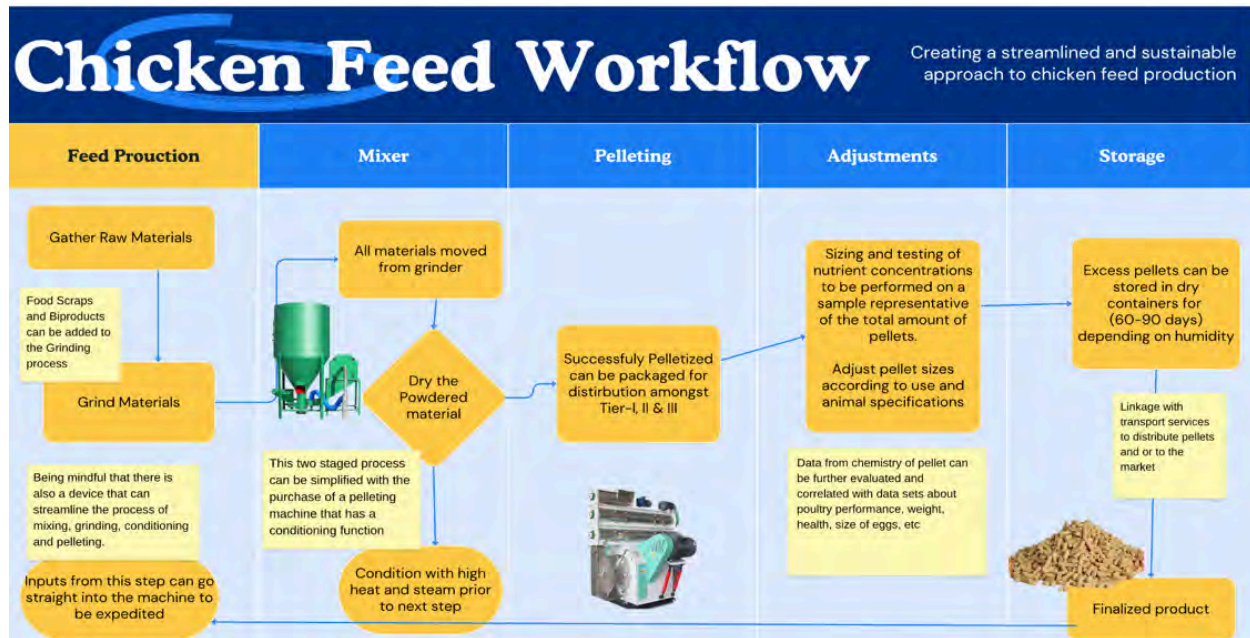 Chicken Feed Workflow
Creating a streamlined and sustainable
approach to chicken feed production
Feed Prouction
Mixer
Pelleting
Adjustments
Storage
Gather Raw Materials
Food Scraps
and Biproducts
can be added to
the Grinding
process
Grind Materials
Being mindful that there is
also a device that can
streamline the process of
mixing, grinding, conditioning
and pelleting.
Inputs from this step can go
straight into the machine to
be expedited
All materials moved
from grinder
Dry the
Powdered
material
This two staged process
can be simplified with the
purchase of a pelleting
machine that has a
conditioning function
Condition with high
heat and steam prior
to next step
Successfuly Pelletized
can be packaged for
distirbution amongst
Tier-I, II & III
Sizing and testing of
nutrient concentrations
to be performed on a
sample representative
of the total amount of
pellets.
Adjust pellet sizes
according to use and
animal specifications
Data from chemistry of pellet can
be further evaluated and
correlated with data sets about
poultry performance, weight,
health, size of eggs, etc
Excess pellets can be
stored in dry
containers for
(60-90 days)
depending on humidity
Linkage with
transport services
to distribute pellets
and or to the
market
Finalized product